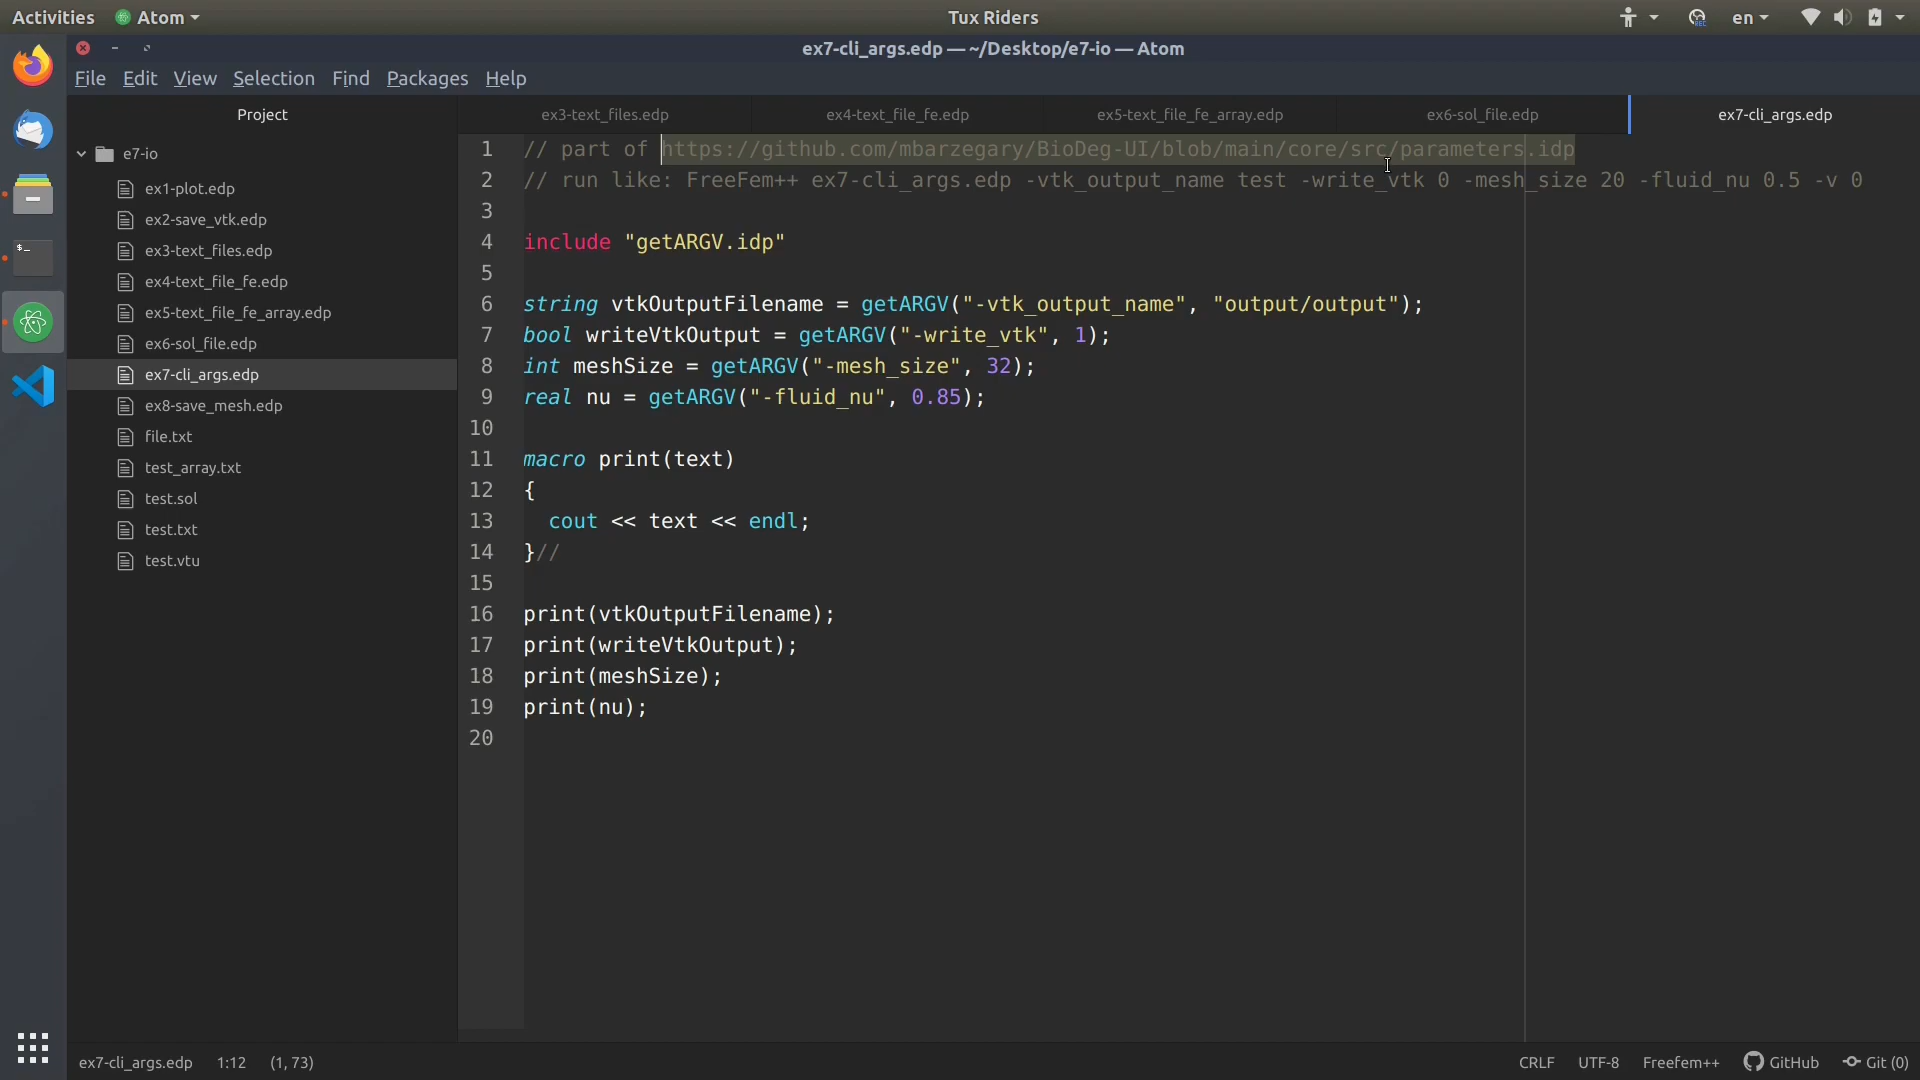 Activities Atom Tux Riders en
ex7-cli_args.edp — ~/Desktop/e7-io — Atom
File Edit View Selection Find Packages Help
Project
e7-io
ex1-plot.edp
ex2-save_vtk.edp
ex3-text_files.edp
ex4-text_file_fe.edp
ex5-text_file_fe_array.edp
ex6-sol_file.edp
ex7-cli_args.edp
ex8-save_mesh.edp
file.txt
test_array.txt
test.sol
test.txt
test.vtu
ex3-text_files.edp ex4-text_file_fe.edp ex5-text_file_fe_array.edp ex6-sol_file.edp ex7-cli_args.edp
1 // part of https://github.com/mbarzegary/BioDeg-UI/blob/main/core/src/parameters.idp
2 // run like: FreeFem++ ex7-cli_args.edp -vtk_output_name test -write_vtk 0 -mesh_size 20 -fluid_nu 0.5 -v 0
3
4 include "getARGV.idp"
5
6 string vtkOutputFilename = getARGV("-vtk_output_name", "output/output");
7 bool writeVtkOutput = getARGV("-write_vtk", 1);
8 int meshSize = getARGV("-mesh_size", 32);
9 real nu = getARGV("-fluid_nu", 0.85);
10
11 macro print(text)
12 {
13 cout << text << endl;
14 }//
15
16 print(vtkOutputFilename);
17 print(writeVtkOutput);
18 print(meshSize);
19 print(nu);
20
ex7-cli_args.edp 1:12 (1, 73) CRLF UTF-8 Freefem++ GitHub Git (0)